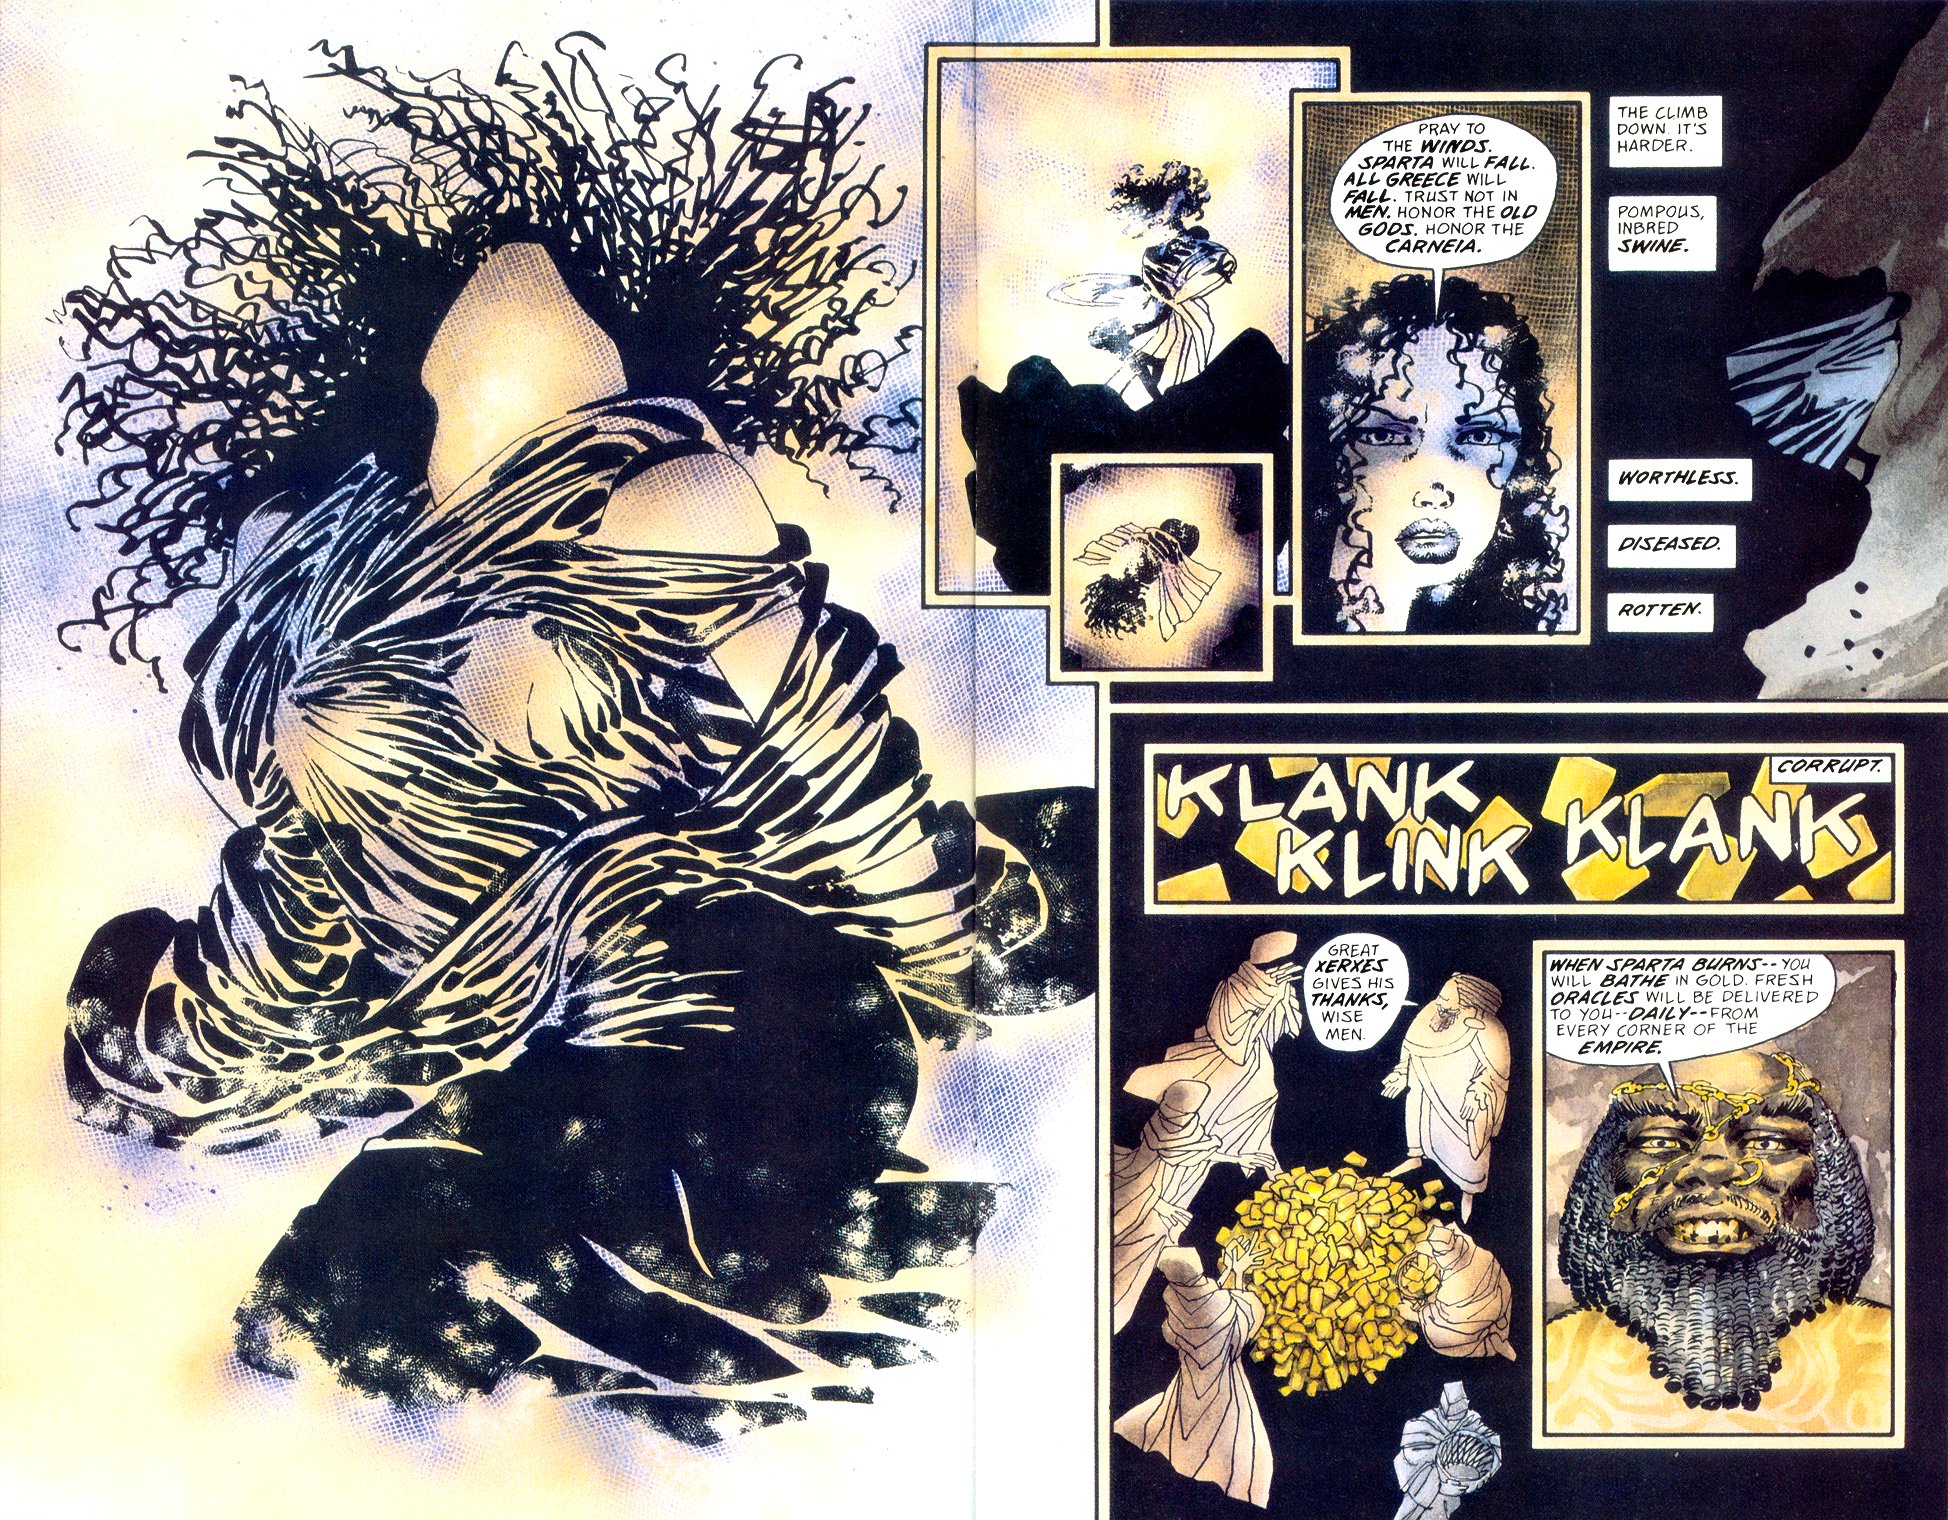 PRAY TO
THE WINDS.
SPARTA WILL FALL.
ALL GREECE WILL
FALL. TRUST NOT IN
MEN. HONOR THE OLD
GODS. HONOR THE
CARNEIA.
THE CLIMB
DOWN. IT'S
HARDER.
POMPOUS,
INBRED
SWINE.
WORTHLESS.
DISEASED.
ROTTEN.
CORRUPT.
KLANK
KLINK
KLANK
GREAT
XERXES
GIVES HIS
THANKS,
WISE
MEN.
WHEN SPARTA BURNS--YOU
WILL BATHE IN GOLD. FRESH
ORACLES WILL BE DELIVERED
TO YOU--DAILY--FROM
EVERY CORNER OF THE
EMPIRE.